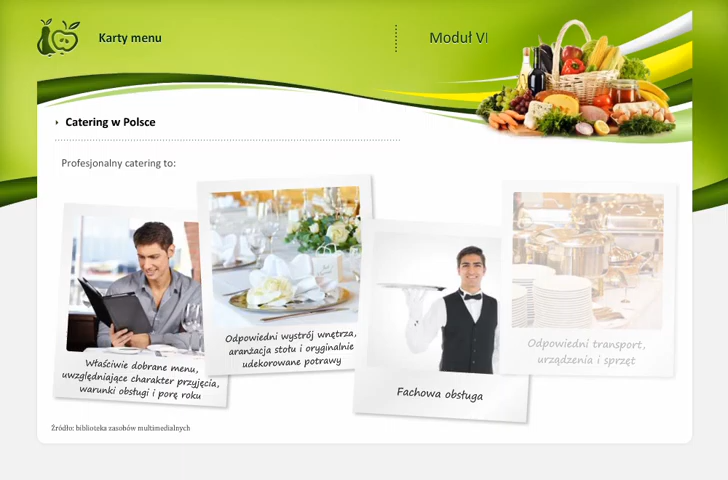 Karty menu
Moduł VI
Catering w Polsce
Profesjonalny catering to:
Właściwie dobrane menu,
uwzględniające charakter przyjęcia,
warunki obsługi i porę roku
Odpowiedni wystrój wnętrza,
aranżacja stołu i oryginalnie
udekorowane potrawy
Fachowa obsługa
Odpowiedni transport,
urządzenia i sprzęt
Źródło: biblioteka zasobów multimedialnych